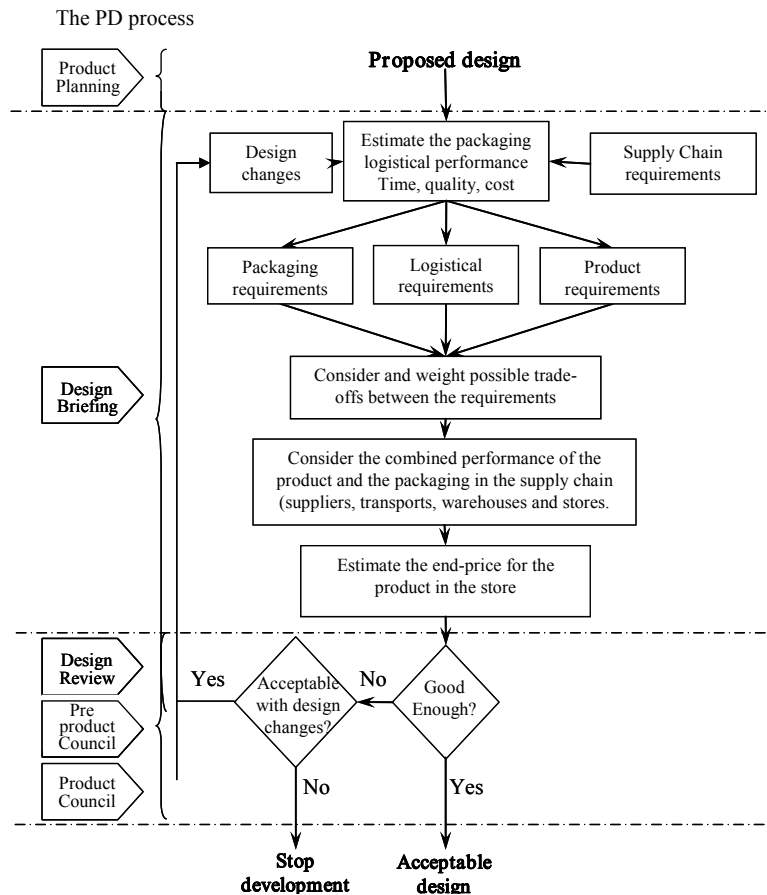 The PD process
Product
Planning
Proposed design
Design
changes
Estimate the packaging
logistical performance
Time, quality, cost
Supply Chain
requirements
Packaging
requirements
Logistical
requirements
Product
requirements
Design
Briefing
Consider and weight possible trade-
offs between the requirements
Consider the combined performance of the
product and the packaging in the supply chain
(suppliers, transports, warehouses and stores.
Estimate the end-price for the
product in the store
Design
Review
Pre
product
Council
Product
Council
Yes
Acceptable
with design
changes?
No
Good
Enough?
No
Yes
Stop
development
Acceptable
design